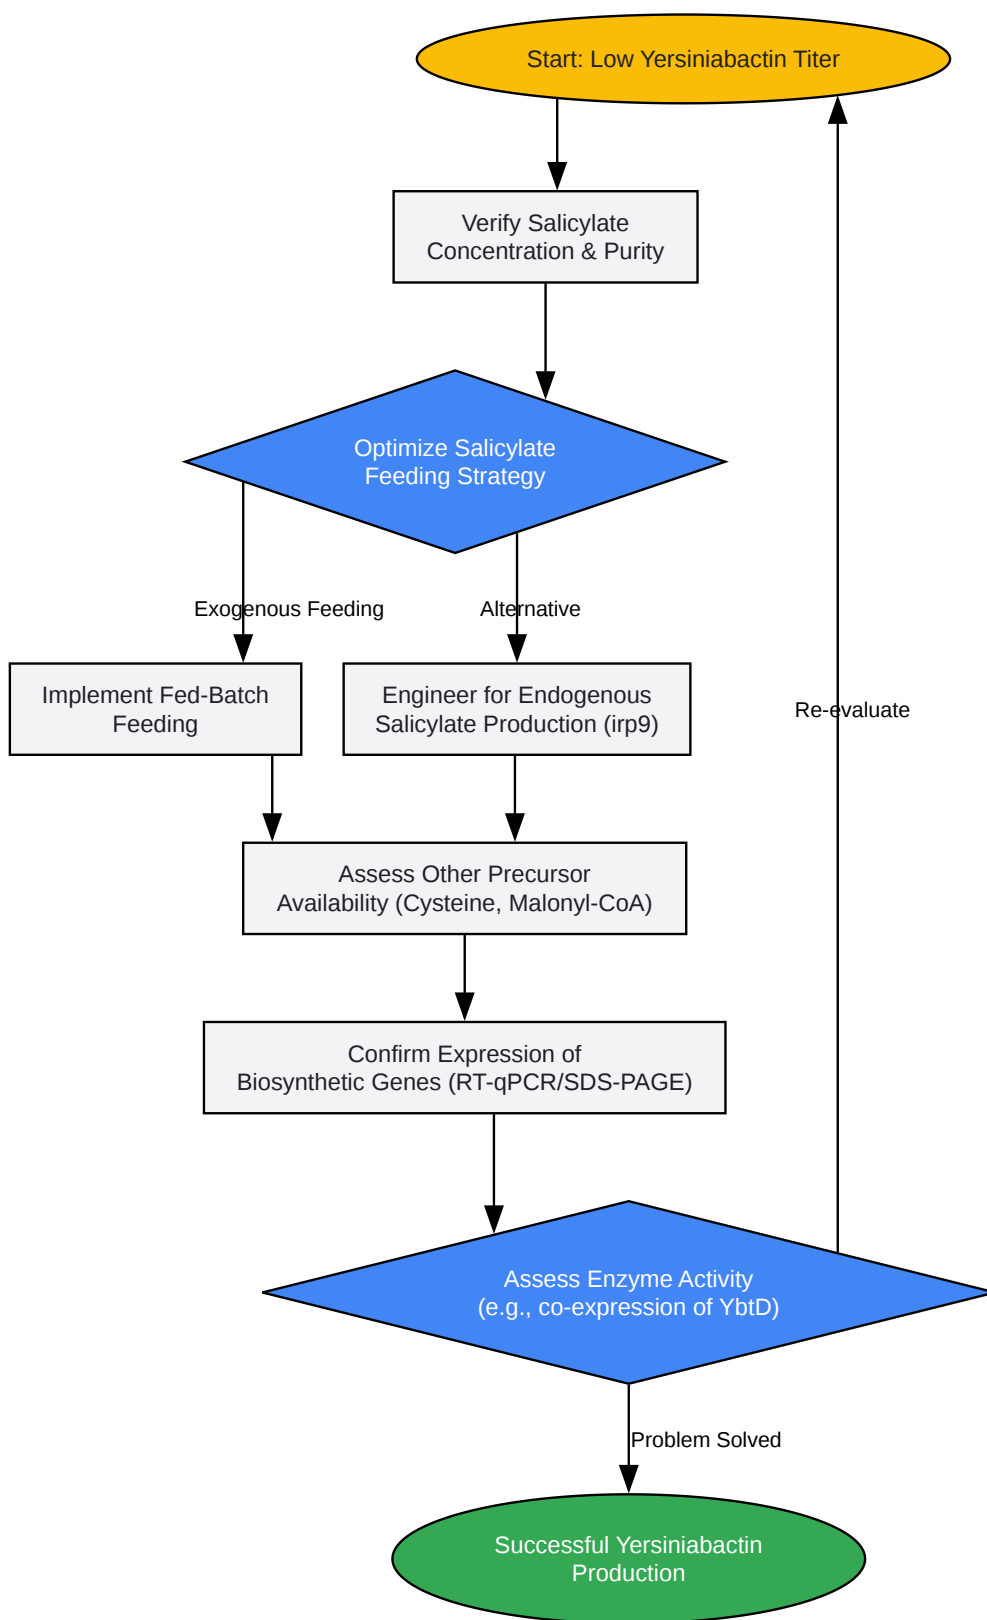 Start: Low Yersiniabactin Titer
Verify Salicylate
Concentration & Purity
Optimize Salicylate
Feeding Strategy
Exogenous Feeding
Alternative
Implement Fed-Batch
Feeding
Engineer for Endogenous
Salicylate Production (irp9)
Re-evaluate
Assess Other Precursor
Availability (Cysteine, Malonyl-CoA)
Confirm Expression of
Biosynthetic Genes (RT-qPCR/SDS-PAGE)
Assess Enzyme Activity
(e.g., co-expression of YbtD)
Problem Solved
Successful Yersiniabactin
Production